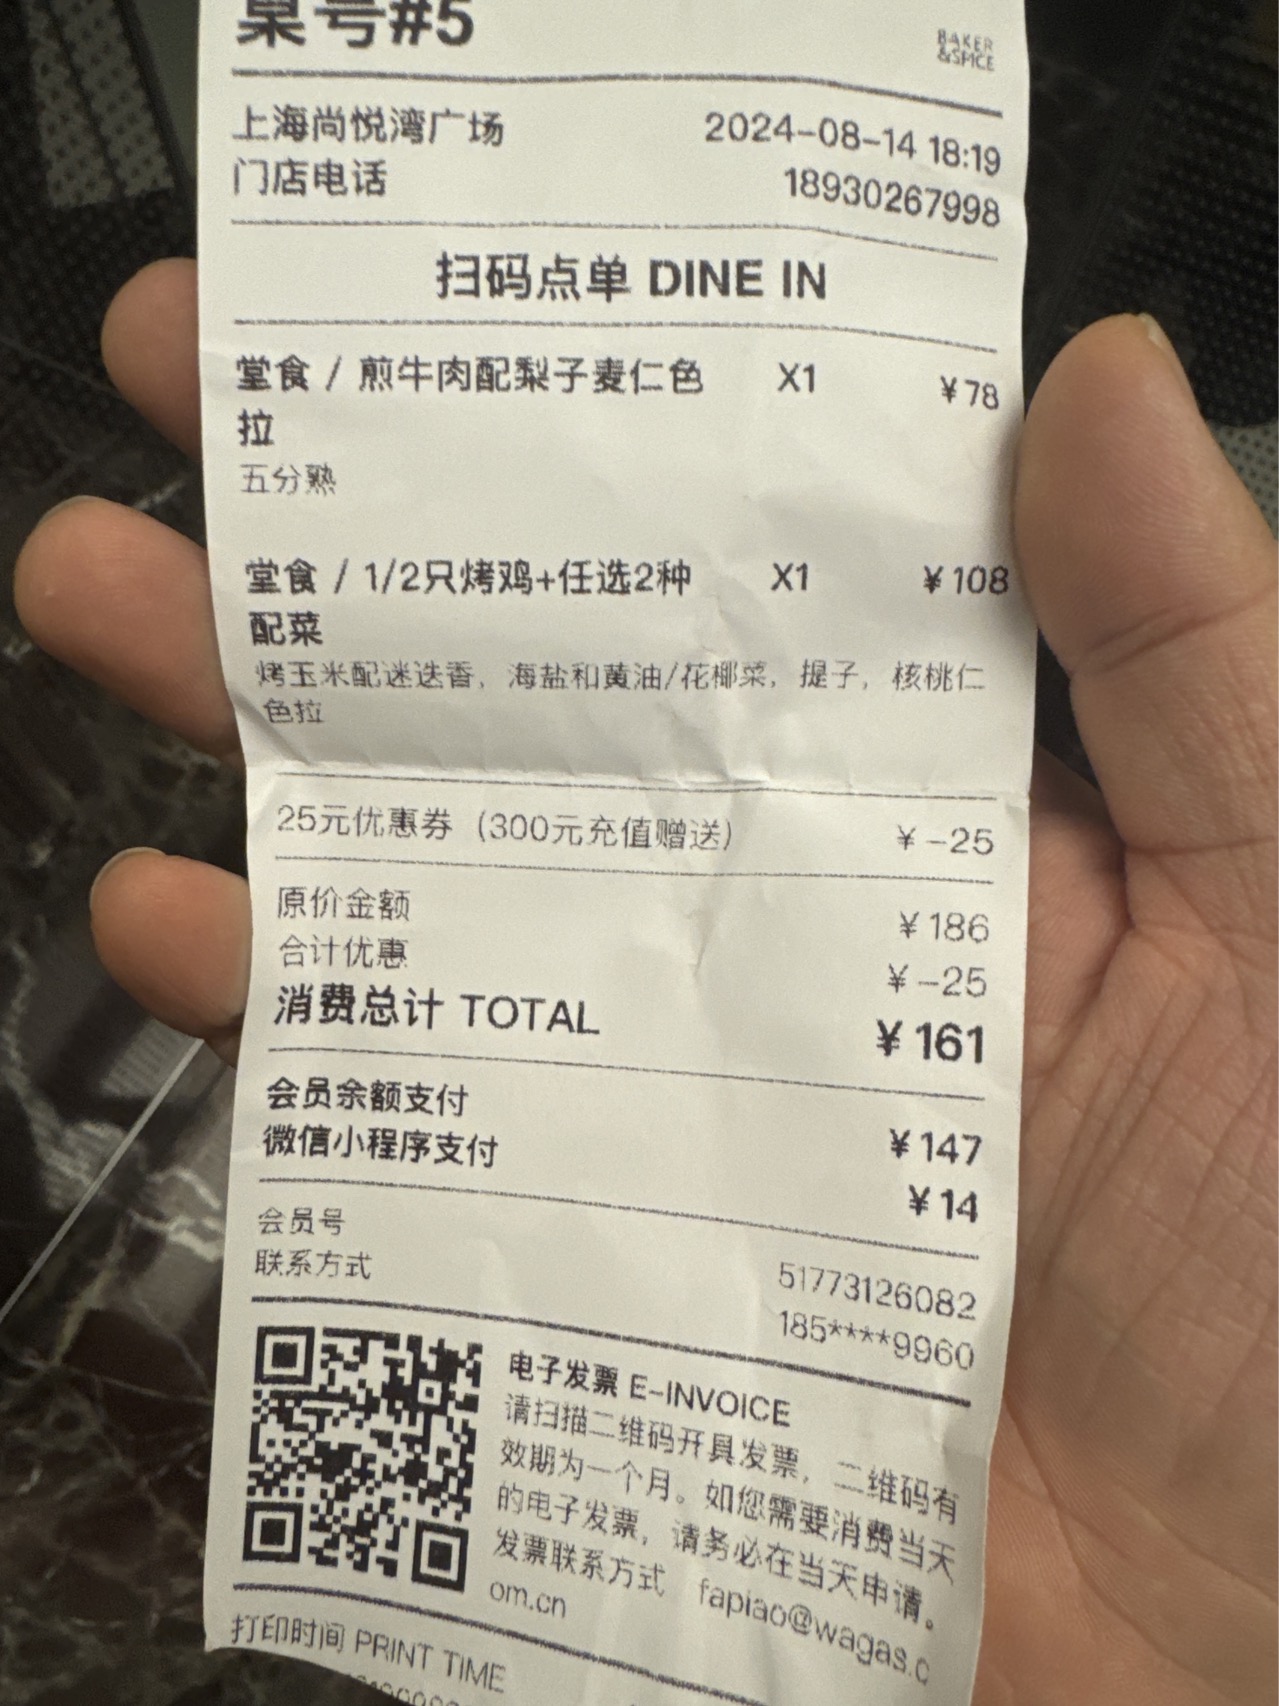 桌号#5
BAKER
&SPICE
上海尚悦湾广场 2024-08-14 18:19
门店电话 18930267998
扫码点单 DINE IN
堂食 / 煎牛肉配梨子麦仁色 X1 ¥78
拉
五分熟
堂食 / 1/2只烤鸡+任选2种 X1 ¥108
配菜
烤玉米配迷迭香，海盐和黄油/花椰菜，提子，核桃仁
色拉
25元优惠券（300元充值赠送） ¥-25
原价金额 ¥186
合计优惠 ¥-25
消费总计 TOTAL ¥161
会员余额支付 ¥147
微信小程序支付 ¥14
会员号 51773126082
联系方式 185****9960
电子发票 E-INVOICE
请扫描二维码开具发票，二维码有
效期为一个月。如您需要消费当天
的电子发票，请务必在当天申请。
发票联系方式 fapiao@wagas.c
om.cn
打印时间 PRINT TIME